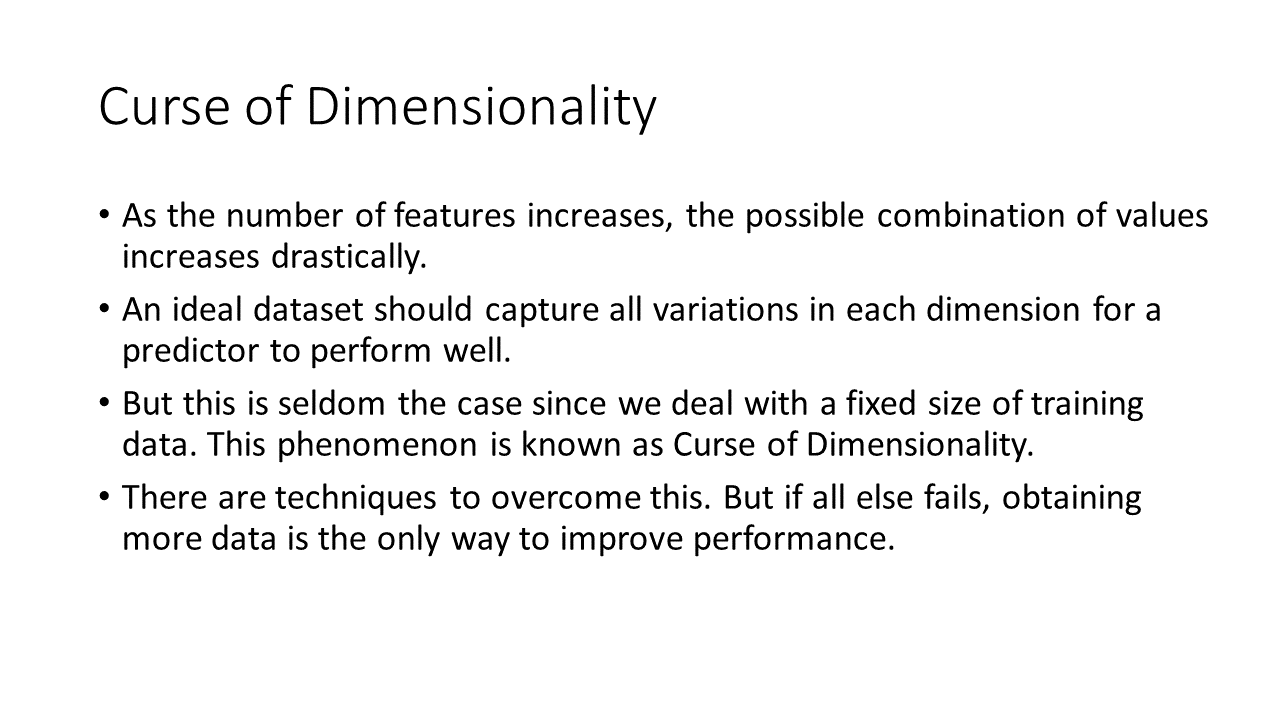 Curse of Dimensionality
• As the number of features increases, the possible combination of values
increases drastically.
• An ideal dataset should capture all variations in each dimension for a
predictor to perform well.
• But this is seldom the case since we deal with a fixed size of training
data. This phenomenon is known as Curse of Dimensionality.
• There are techniques to overcome this. But if all else fails, obtaining
more data is the only way to improve performance.